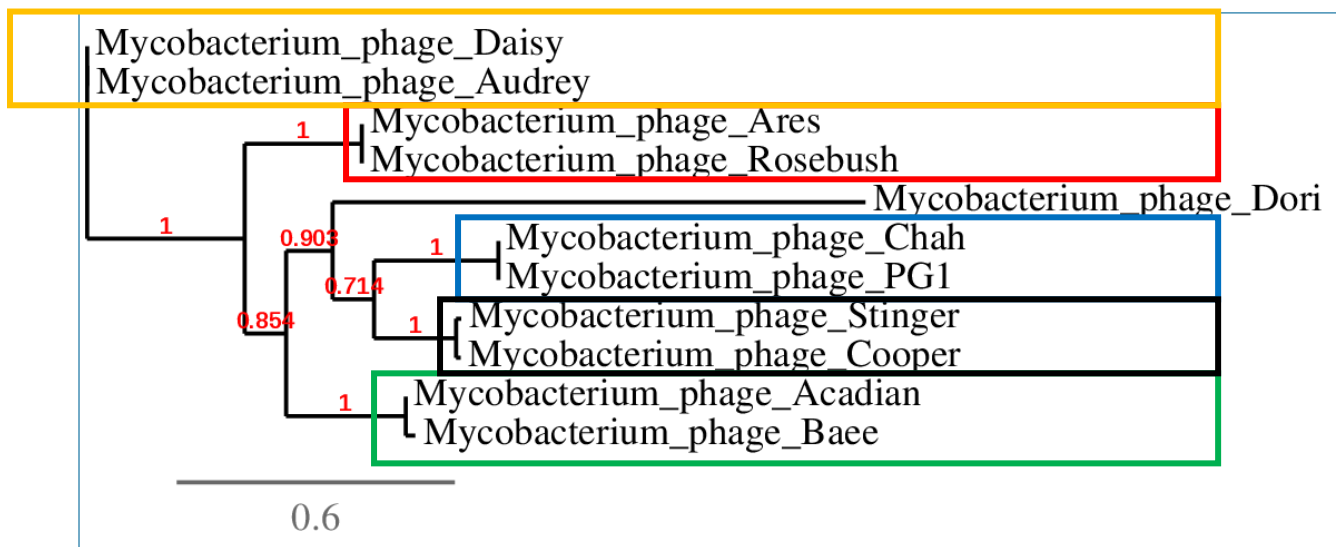 Mycobacterium_phage_Daisy
Mycobacterium_phage_Audrey
Mycobacterium_phage_Ares
1
Mycobacterium_phage_Rosebush
Mycobacterium_phage_Dori
1
0.903
1
Mycobacterium_phage_Chah
Mycobacterium_phage_PG1
0.714
0.854
1
Mycobacterium_phage_Stinger
Mycobacterium_phage_Cooper
1
Mycobacterium_phage_Acadian
Mycobacterium_phage_Baee
0.6